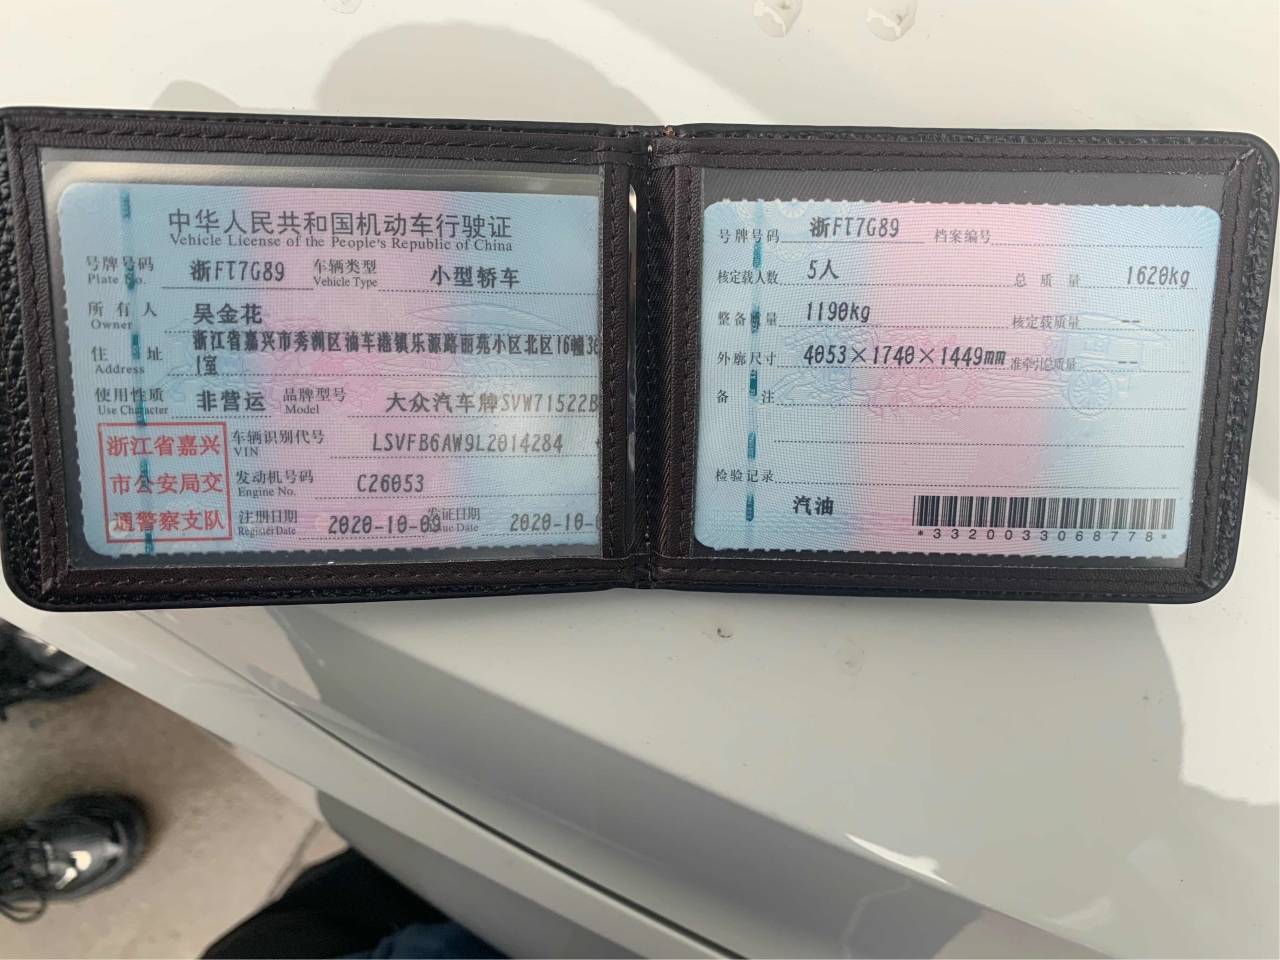 中华人民共和国机动车行驶证
Vehicle License of the People's Republic of China
号牌号码 浙FT7G89 车辆类型 小型轿车
Plate No. Vehicle Type
所有人 吴金花
Owner
住址 浙江省嘉兴市秀洲区油车港镇乐源路丽苑小区北区16幢30
Address 1室
使用性质 非营运 品牌型号 大众汽车牌SVW71522B
Use Character Model
浙江省嘉兴
市公安局交
通警察支队
车辆识别代号 LSVFB6AW9L2014284
VIN
发动机号码 C26053
Engine No.
注册日期 2020-10-09 发证日期 2020-10-0
Register Date Issue Date
号牌号码 浙FT7G89 档案编号
核定载人数 5人 总质量 1620kg
整备质量 1190kg 核定载质量 --
外廓尺寸 4053×1740×1449mm 准牵引总质量 --
备注
检验记录
汽油
*3320033068778*